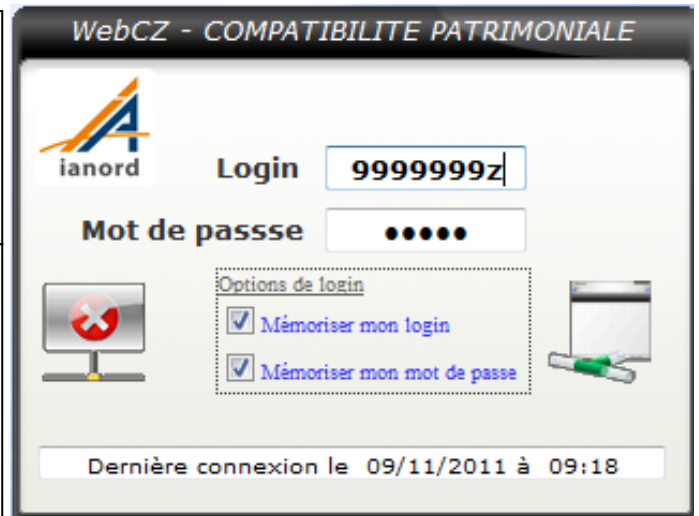 WebCZ - COMPATIBILITE PATRIMONIALE
ianord
Login 9999999z
Mot de passse •••••
Options de login
Mémoriser mon login
Mémoriser mon mot de passe
Dernière connexion le 09/11/2011 à 09:18